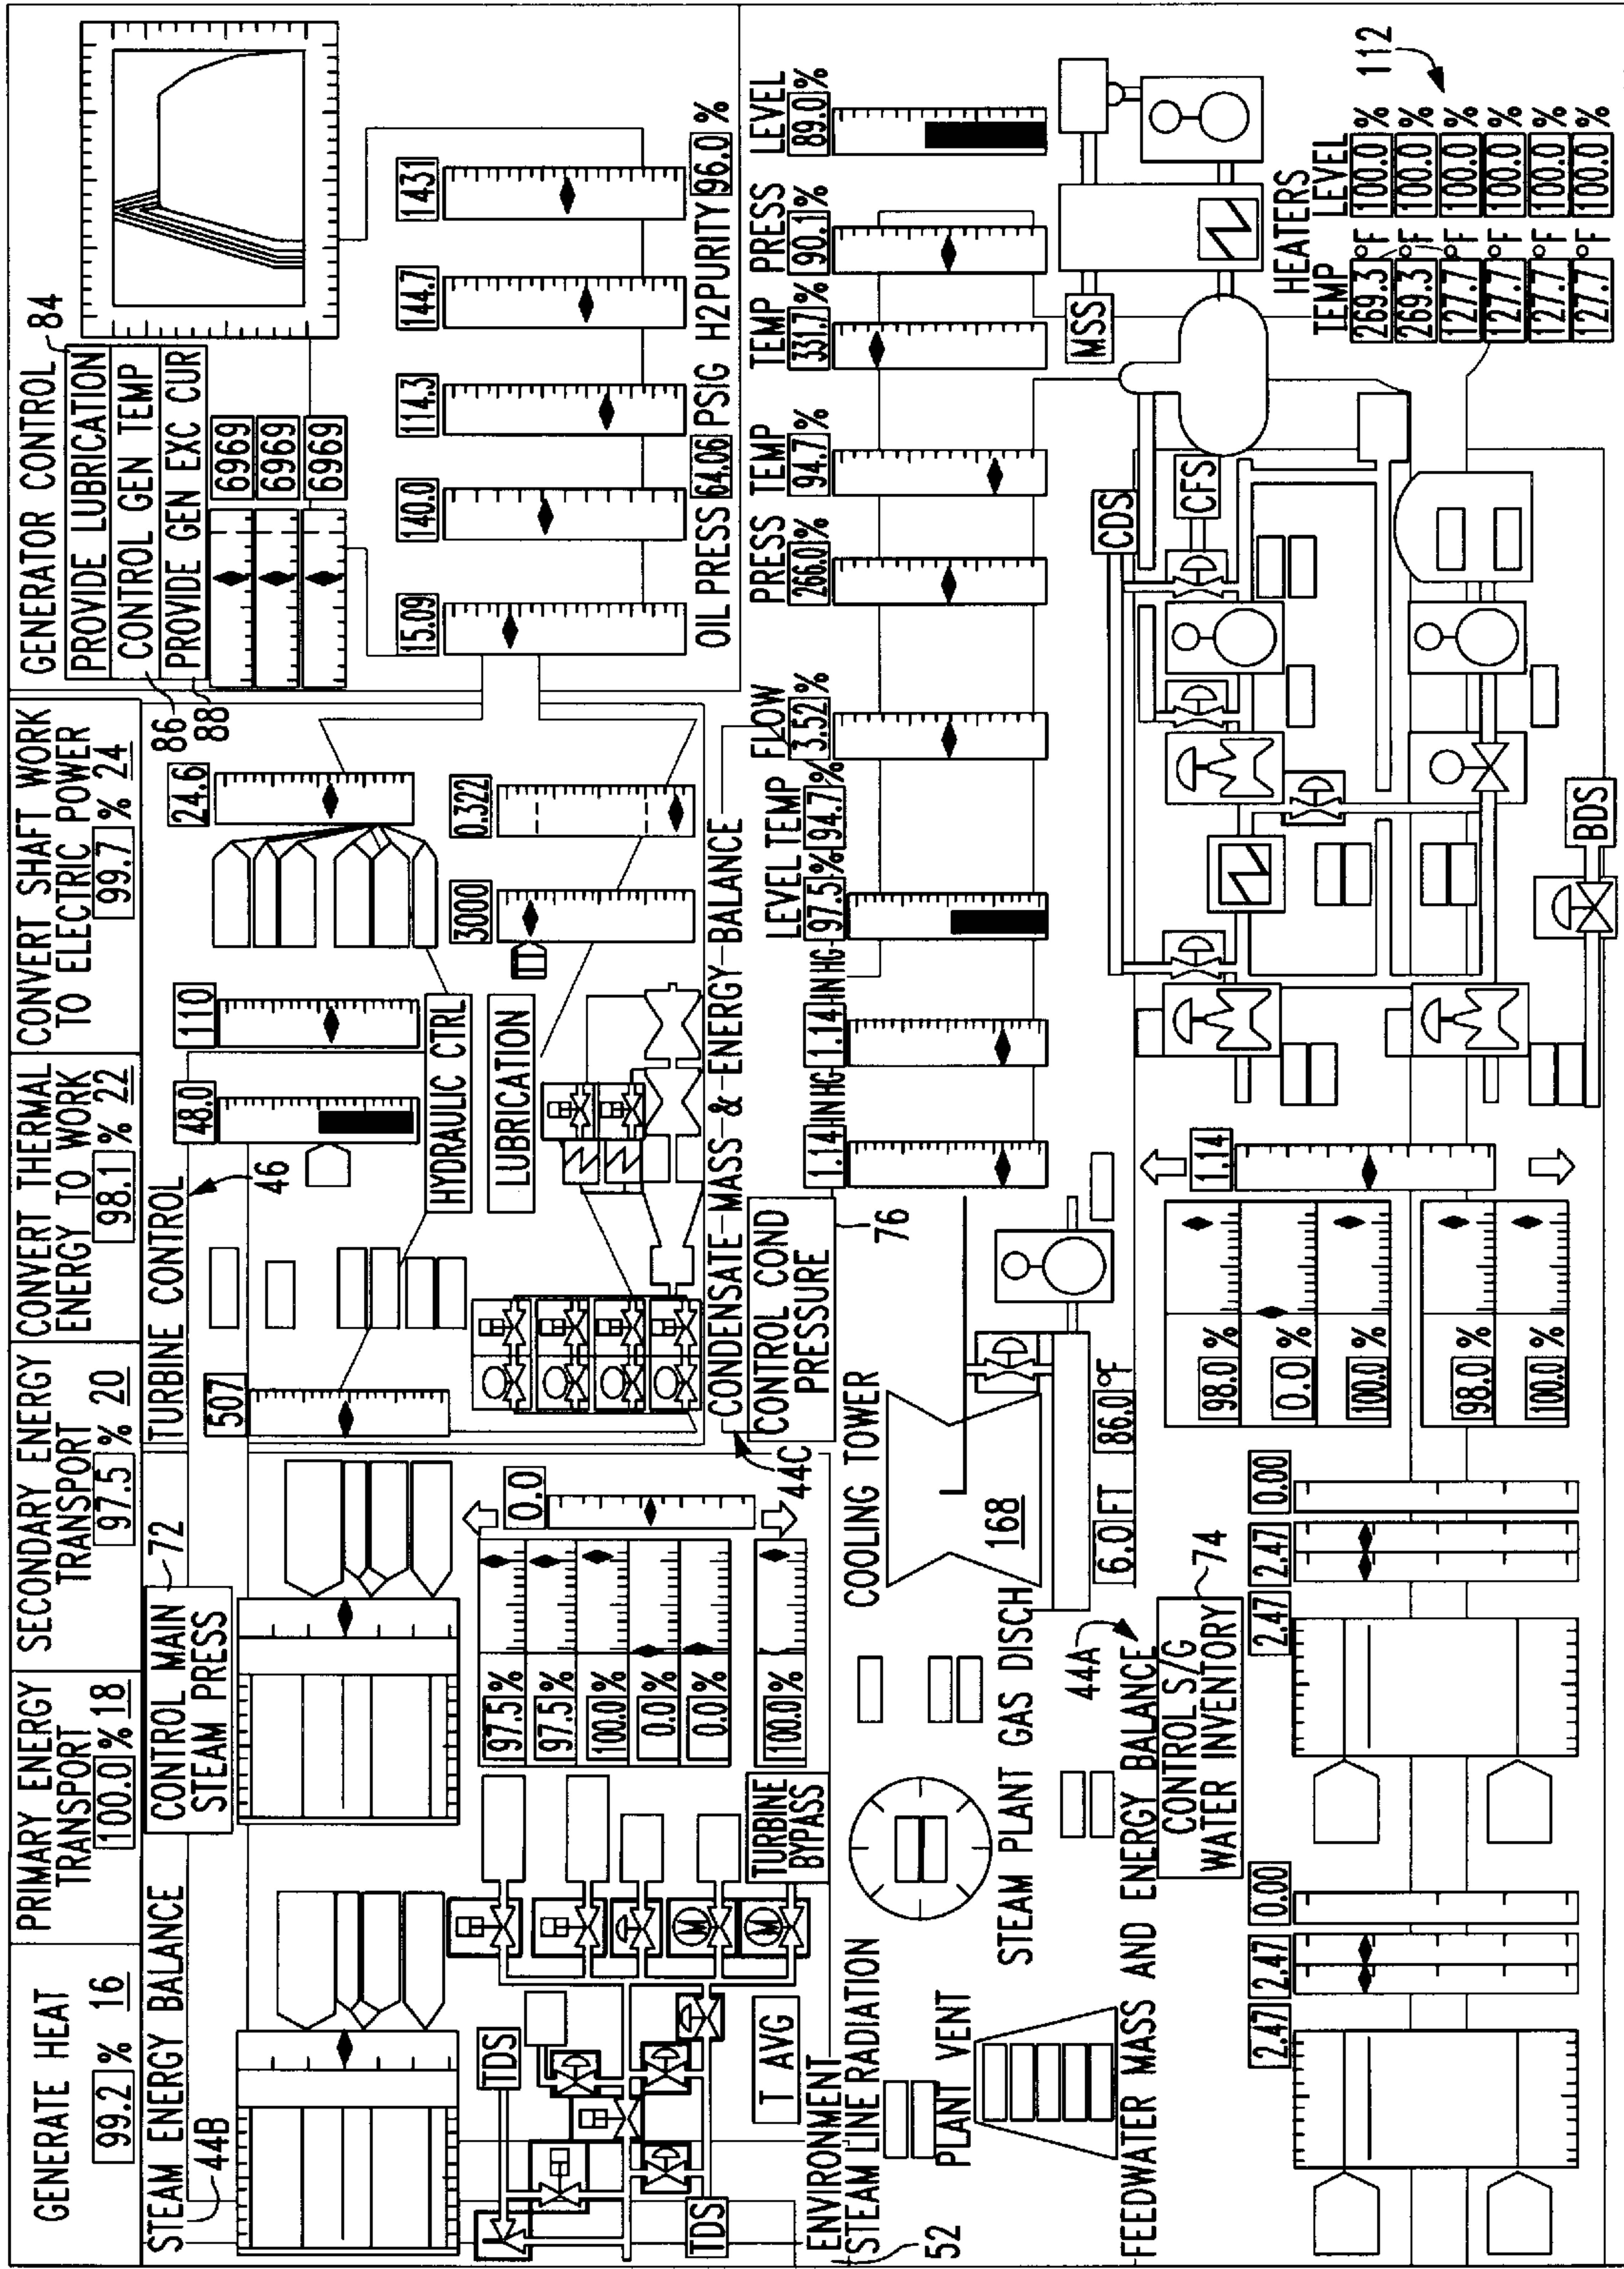 GENERATE HEAT
99.2 % 16
PRIMARY ENERGY
TRANSPORT
100.0 % 18
SECONDARY ENERGY
TRANSPORT
97.5 % 20
CONVERT THERMAL
ENERGY TO WORK
98.1 % 22
CONVERT SHAFT WORK
TO ELECTRIC POWER
99.7 % 24
GENERATOR CONTROL
84
PROVIDE LUBRICATION
CONTROL GEN TEMP
PROVIDE GEN EXC CUR
86
88
6969
6969
6969
15.09
140.0
114.3
144.7
1431
OIL PRESS 64.06 PSIG H2PURITY 96.0 %
STEAM ENERGY BALANCE
44B
CONTROL MAIN
STEAM PRESS
72
TDS
TDS
T AVG
M
M
TURBINE
BYPASS
97.5 %
97.5 %
100.0 %
0.0 %
0.0 %
100.0 %
0.0
TURBINE CONTROL
46
507
48.0
110
24.6
HYDRAULIC CTRL
LUBRICATION
3000
0.322
44C
CONDENSATE MASS & ENERGY BALANCE
CONTROL COND
PRESSURE
76
1.14 IN HG
1.14 IN HG
LEVEL
97.5 %
TEMP
94.7 %
FLOW
3.52 %
PRESS
266.0 %
TEMP
94.7 %
TEMP
331.7 %
PRESS
90.1 %
LEVEL
89.0 %
ENVIRONMENT
52
STEAM LINE RADIATION
PLANT VENT
STEAM PLANT GAS DISCH
COOLING TOWER
168
6.0 FT 86.0 °F
CDS
CFS
MSS
BDS
HEATERS
TEMP LEVEL
269.3 °F 100.0 %
269.3 °F 100.0 %
127.7 °F 100.0 %
127.7 °F 100.0 %
127.7 °F 100.0 %
127.7 °F 100.0 %
112
FEEDWATER MASS AND ENERGY BALANCE
44A
CONTROL S/G
WATER INVENTORY
74
2.47
2.47
0.00
2.47
2.47
0.00
98.0 %
0.0 %
100.0 %
98.0 %
100.0 %
1.14